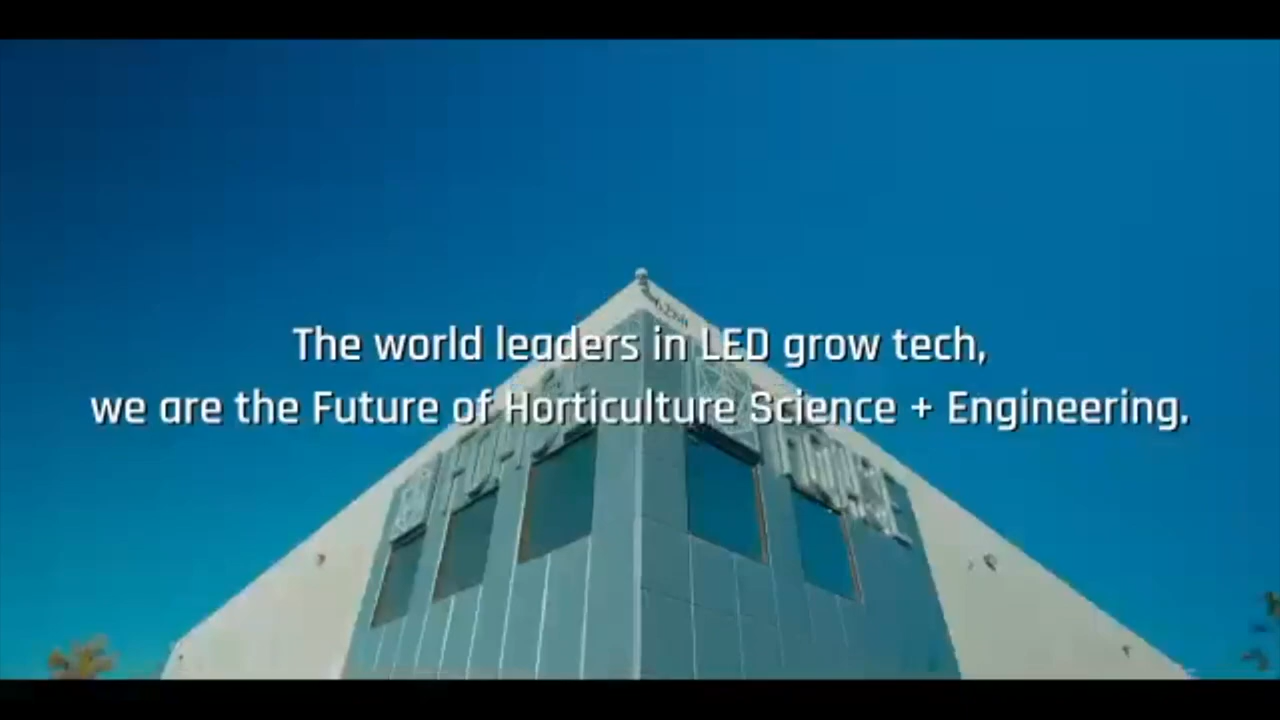 The world leaders in LED grow tech,
we are the Future of Horticulture Science + Engineering.